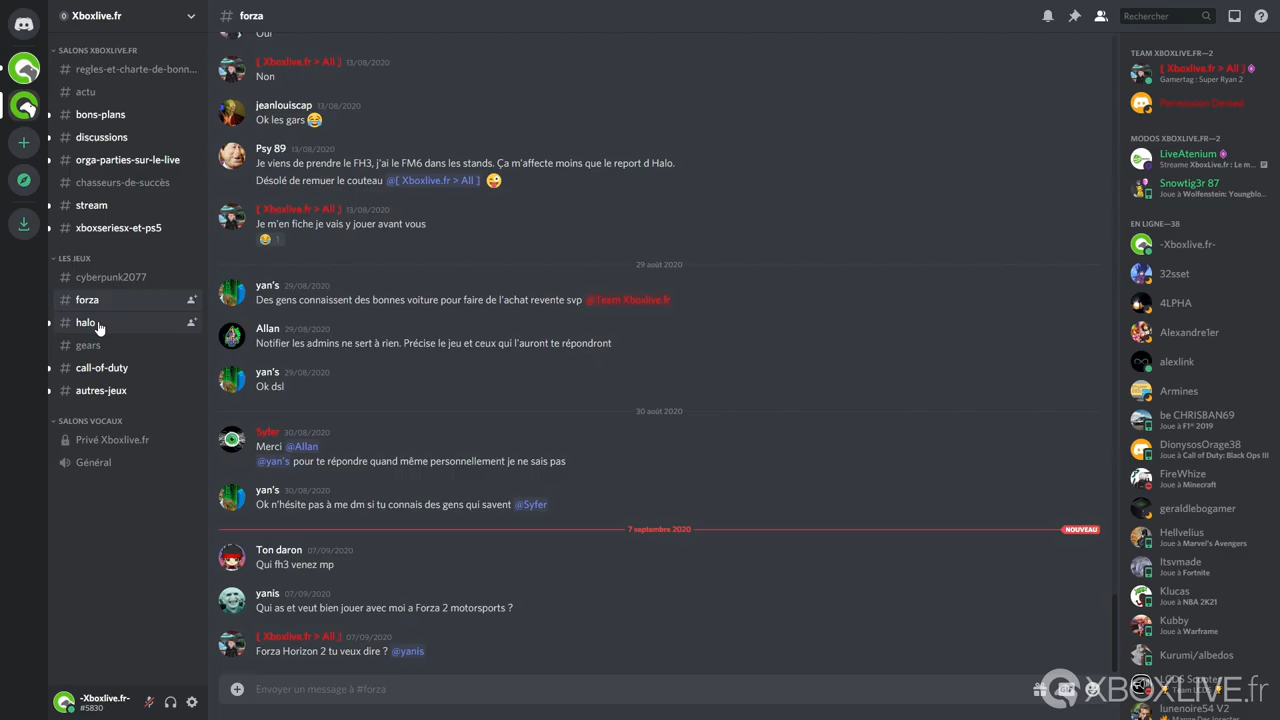 Xboxlive.fr
SALONS XBOXLIVE.FR
regles-et-charte-de-bonn...
actu
bons-plans
discussions
orga-parties-sur-le-live
chasseurs-de-succès
stream
xboxseriesx-et-ps5
LES JEUX
cyberpunk2077
forza
halo
gears
call-of-duty
autres-jeux
SALONS VOCAUX
Privé Xboxlive.fr
Général
-Xboxlive.fr-
#5830
# forza
Rechercher
Oui
[ Xboxlive.fr > All ] 13/08/2020
Non
jeanlouiscap 13/08/2020
Ok les gars
Psy 89 13/08/2020
Je viens de prendre le FH3, j'ai le FM6 dans les stands. Ça m'affecte moins que le report d Halo.
Désolé de remuer le couteau @[ Xboxlive.fr > All ]
[ Xboxlive.fr > All ] 13/08/2020
Je m'en fiche je vais y jouer avant vous
1
29 août 2020
yan's 29/08/2020
Des gens connaissent des bonnes voiture pour faire de l'achat revente svp @Team Xboxlive.fr
Allan 29/08/2020
Notifier les admins ne sert à rien. Précise le jeu et ceux qui l'auront te répondront
yan's 29/08/2020
Ok dsl
30 août 2020
Syfer 30/08/2020
Merci @Allan
@yan's pour te répondre quand même personnellement je ne sais pas
yan's 30/08/2020
Ok n'hésite pas à me dm si tu connais des gens qui savent @Syfer
7 septembre 2020 NOUVEAU
Ton daron 07/09/2020
Qui fh3 venez mp
yanis 07/09/2020
Qui as et veut bien jouer avec moi a Forza 2 motorsports ?
[ Xboxlive.fr > All ] 07/09/2020
Forza Horizon 2 tu veux dire ? @yanis
Envoyer un message à #forza
GIF
TEAM XBOXLIVE.FR—2
[ Xboxlive.fr > All ]
Gamertag : Super Ryan 2
Permission Denied
MODOS XBOXLIVE.FR—2
LiveAtenium
Streame XboxLive.fr : Le m...
Snowtig3r 87
Joue à Wolfenstein: Youngblo...
EN LIGNE—38
-Xboxlive.fr-
32sset
4LPHA
Alexandre1er
alexlink
Armines
be CHRISBAN69
Joue à F1® 2019
DionysosOrage38
Joue à Call of Duty: Black Ops III
FireWhize
Joue à Minecraft
geraldlebogamer
Hellvelius
Joue à Marvel's Avengers
Itsvmade
Joue à Fortnite
Klucas
Joue à NBA 2K21
Kubby
Joue à Warframe
Kurumi/albedos
LCDS Scooter
Team LCDS
lunenoire54 V2
XBOXLIVE.fr